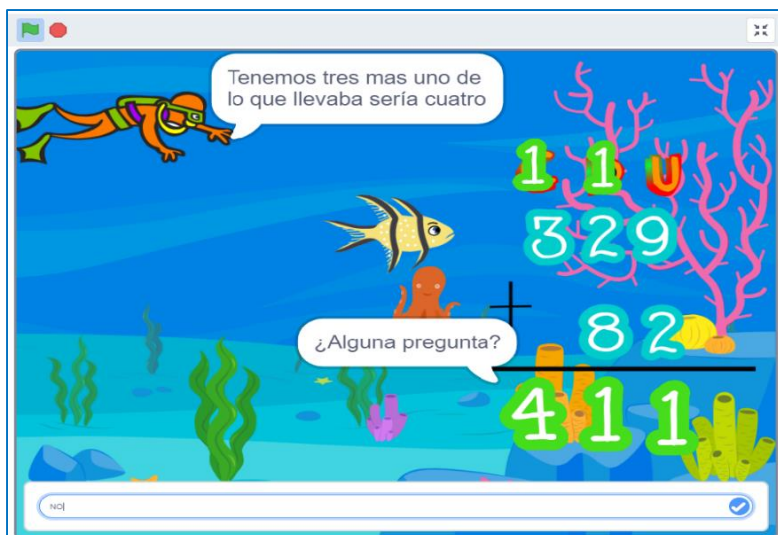 Tenemos tres mas uno de
lo que llevaba sería cuatro
1 1 U
329
+
¿Alguna pregunta?
82
411
NO